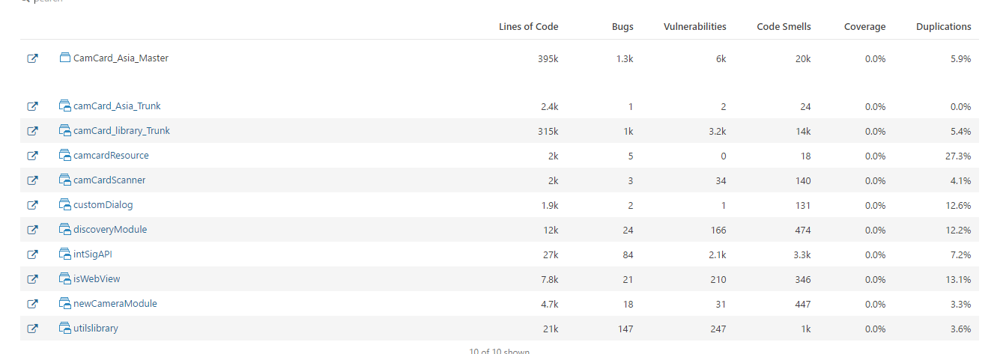 Lines of Code Bugs Vulnerabilities Code Smells Coverage Duplications
CamCard_Asia_Master 395k 1.3k 6k 20k 0.0% 5.9%
camCard_Asia_Trunk 2.4k 1 2 24 0.0% 0.0%
camCard_library_Trunk 315k 1k 3.2k 14k 0.0% 5.4%
camcardResource 2k 5 0 18 0.0% 27.3%
camCardScanner 2k 3 34 140 0.0% 4.1%
customDialog 1.9k 2 1 131 0.0% 12.6%
discoveryModule 12k 24 166 474 0.0% 12.2%
intSigAPI 27k 84 2.1k 3.3k 0.0% 7.2%
isWebView 7.8k 21 210 346 0.0% 13.1%
newCameraModule 4.7k 18 31 447 0.0% 3.3%
utilslibrary 21k 147 247 1k 0.0% 3.6%
10 of 10 shown